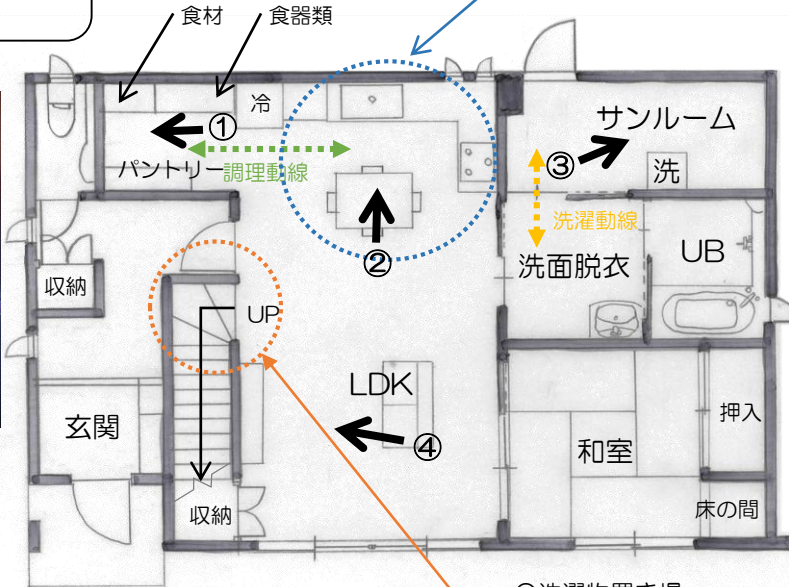 食材
食器類
冷
①
パントリー
調理動線
②
サンルーム
③
洗
洗濯動線
洗面脱衣
UB
収納
UP
LDK
④
玄関
収納
和室
押入
床の間